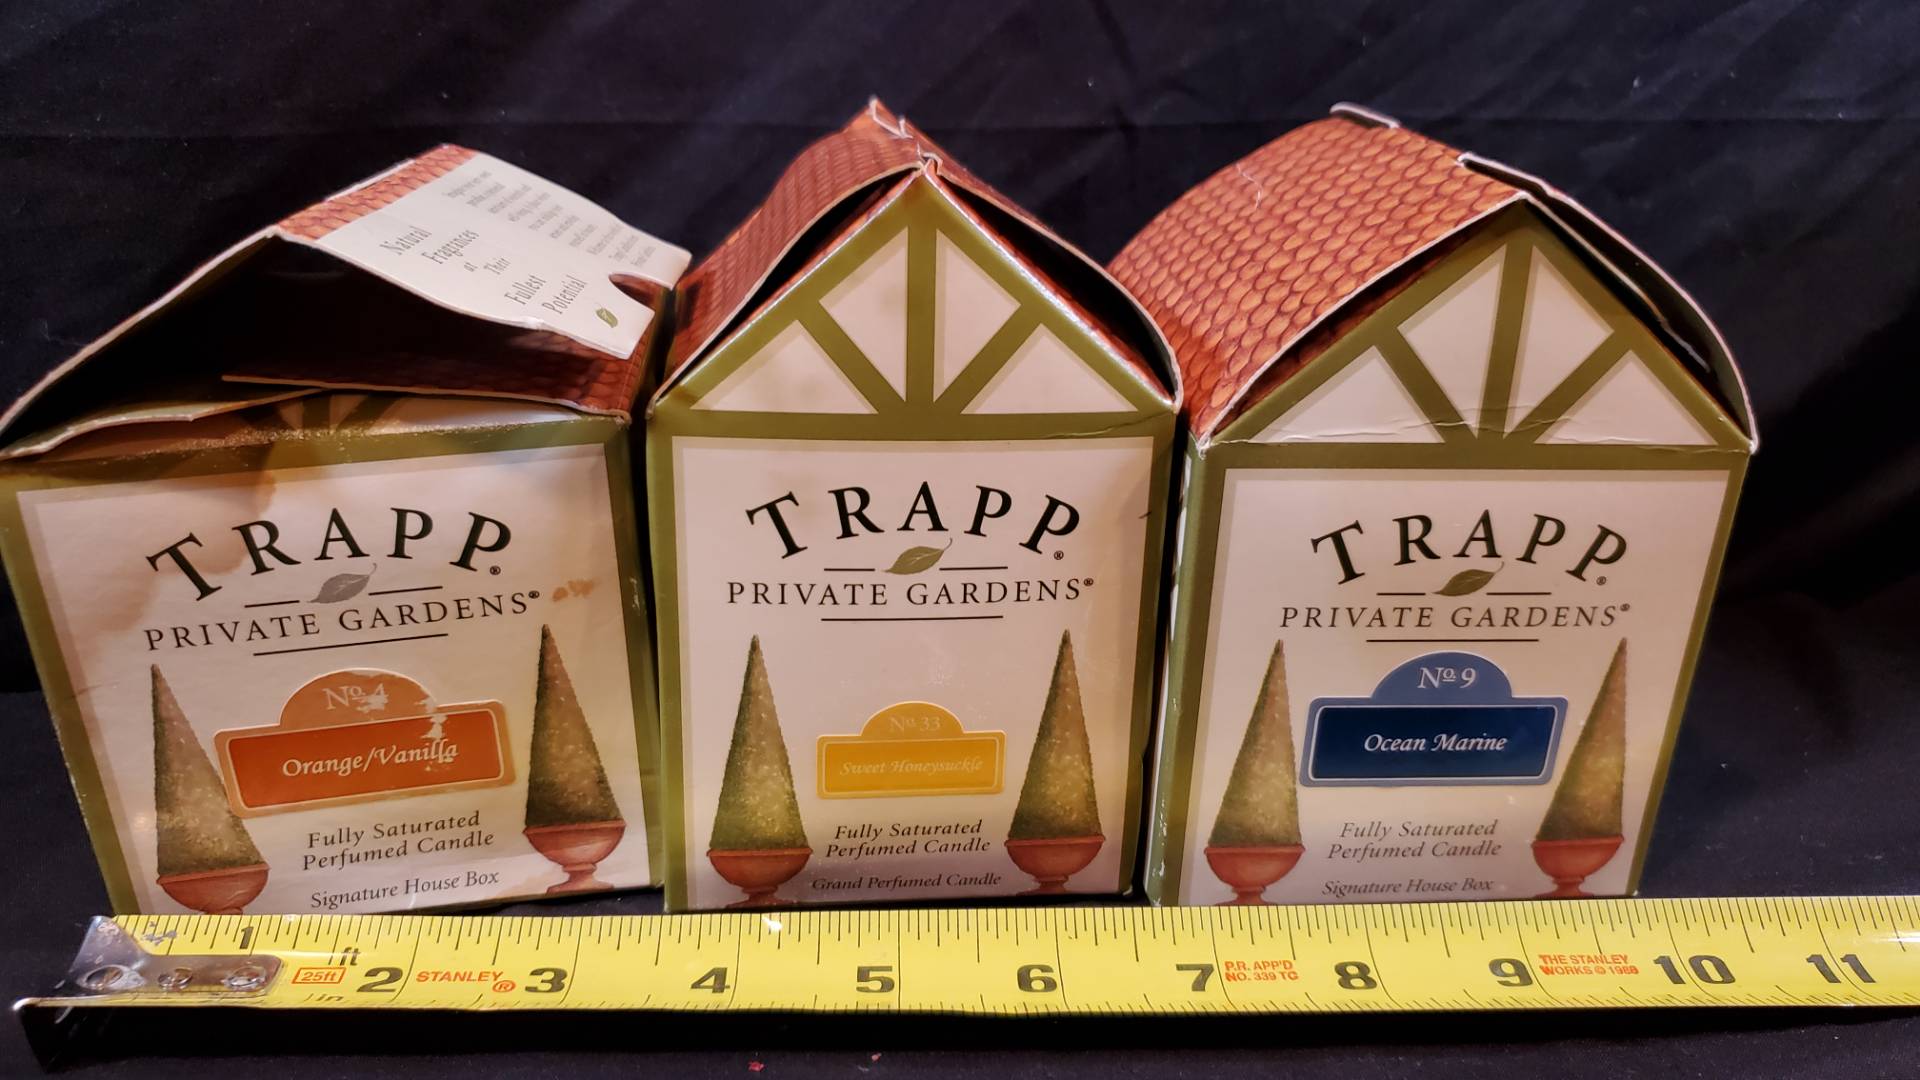 Natural
Fragrances
at Their
Fullest
Potential
TRAPP®
PRIVATE GARDENS®
No. 4
Orange/Vanilla
Fully Saturated
Perfumed Candle
Signature House Box
TRAPP®
PRIVATE GARDENS®
No. 33
Sweet Honeysuckle
Fully Saturated
Perfumed Candle
Grand Perfumed Candle
TRAPP®
PRIVATE GARDENS®
No. 9
Ocean Marine
Fully Saturated
Perfumed Candle
Signature House Box
1 ft 25ft in 2 STANLEY® 3 4 5 6 7 P.R. APP'D NO. 339 TC 8 9 THE STANLEY WORKS © 1988 10 11